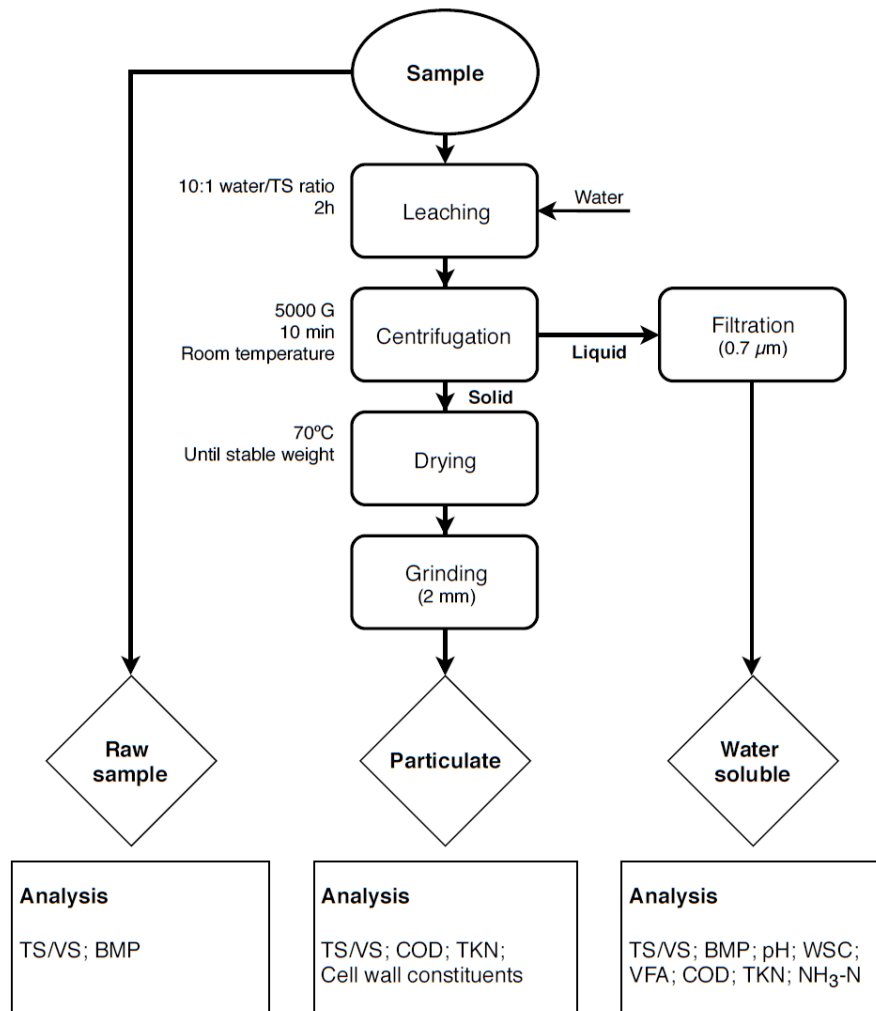 Sample
10:1 water/TS ratio
2h
Leaching
Water
5000 G
10 min
Room temperature
Centrifugation
Liquid
Filtration
(0.7 µm)
Solid
70ºC
Until stable weight
Drying
Grinding
(2 mm)
Raw
sample
Particulate
Water
soluble
Analysis
TS/VS; BMP
Analysis
TS/VS; COD; TKN;
Cell wall constituents
Analysis
TS/VS; BMP; pH; WSC;
VFA; COD; TKN; NH₃-N